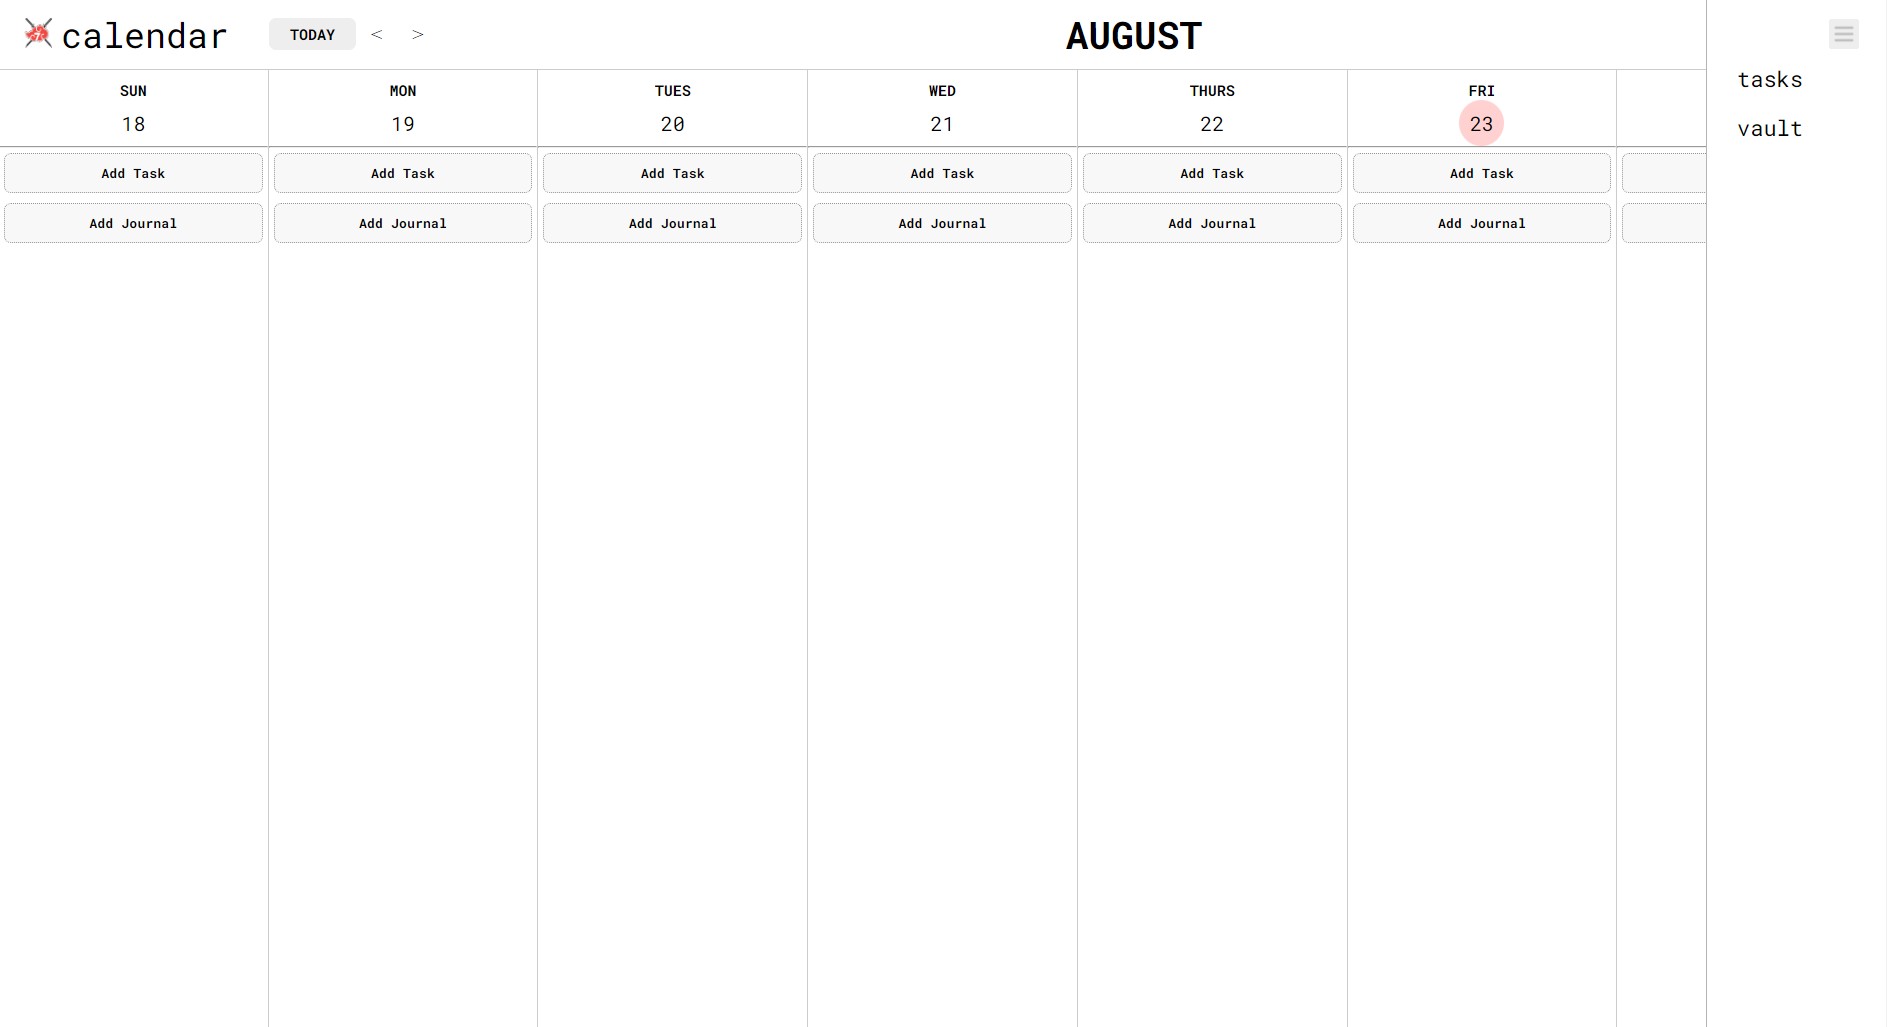 calendar TODAY < > AUGUST
tasks
vault
SUN MON TUES WED THURS FRI
18 19 20 21 22 23
Add Task Add Task Add Task Add Task Add Task Add Task
Add Journal Add Journal Add Journal Add Journal Add Journal Add Journal